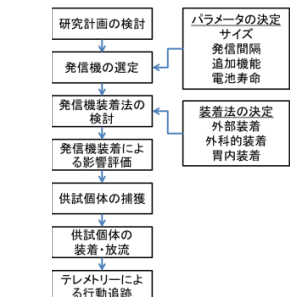 研究計画の検討
発信機の選定
発信機装着法の
検討
発信機装着によ
る影響評価
供試個体の捕獲
供試個体の
装着・放流
テレメトリーによ
る行動追跡
パラメータの決定
サイズ
発信間隔
追加機能
電池寿命
装着法の決定
外部装着
外科的装着
胃内装着